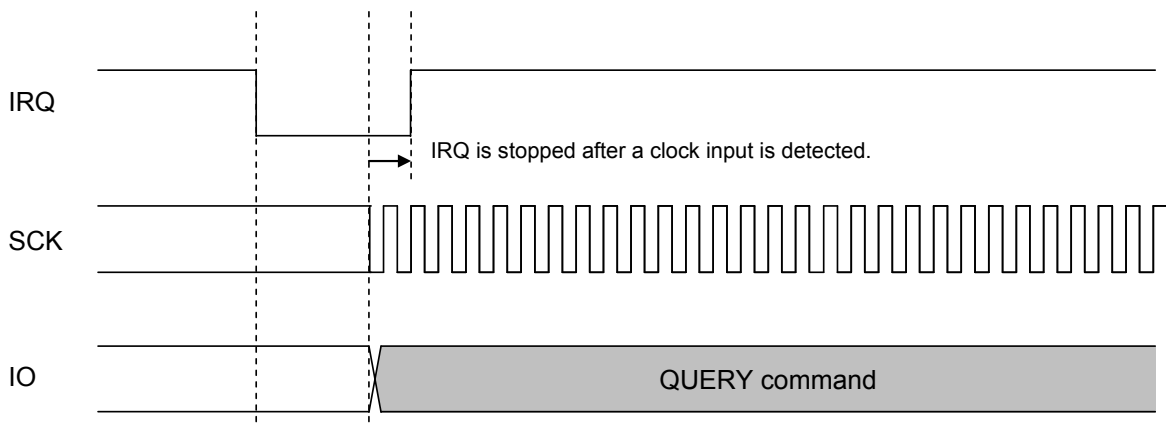 IRQ
IRQ is stopped after a clock input is detected.
SCK
IO
QUERY command